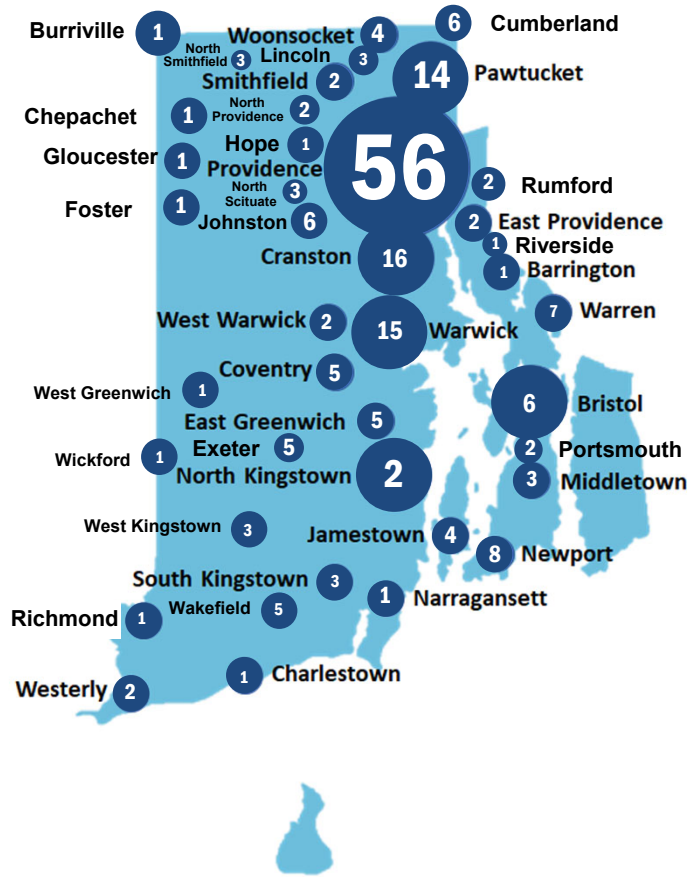 Burriville 1
Woonsocket 4
6 Cumberland
North
Smithfield 3
Lincoln 3
Smithfield 2
14 Pawtucket
Chepachet 1
North
Providence 2
Hope 1
Gloucester 1
Providence 56
North
Scituate 3
2 Rumford
Foster 1
Johnston 6
2 East Providence
1 Riverside
Cranston 16
1 Barrington
West Warwick 2
15 Warwick
7 Warren
Coventry 5
West Greenwich 1
6 Bristol
East Greenwich 5
Exeter 5
2 Portsmouth
Wickford 1
North Kingstown 2
3 Middletown
West Kingstown 3
Jamestown 4
8 Newport
South Kingstown 3
1 Narragansett
Richmond 1
Wakefield 5
1 Charlestown
Westerly 2